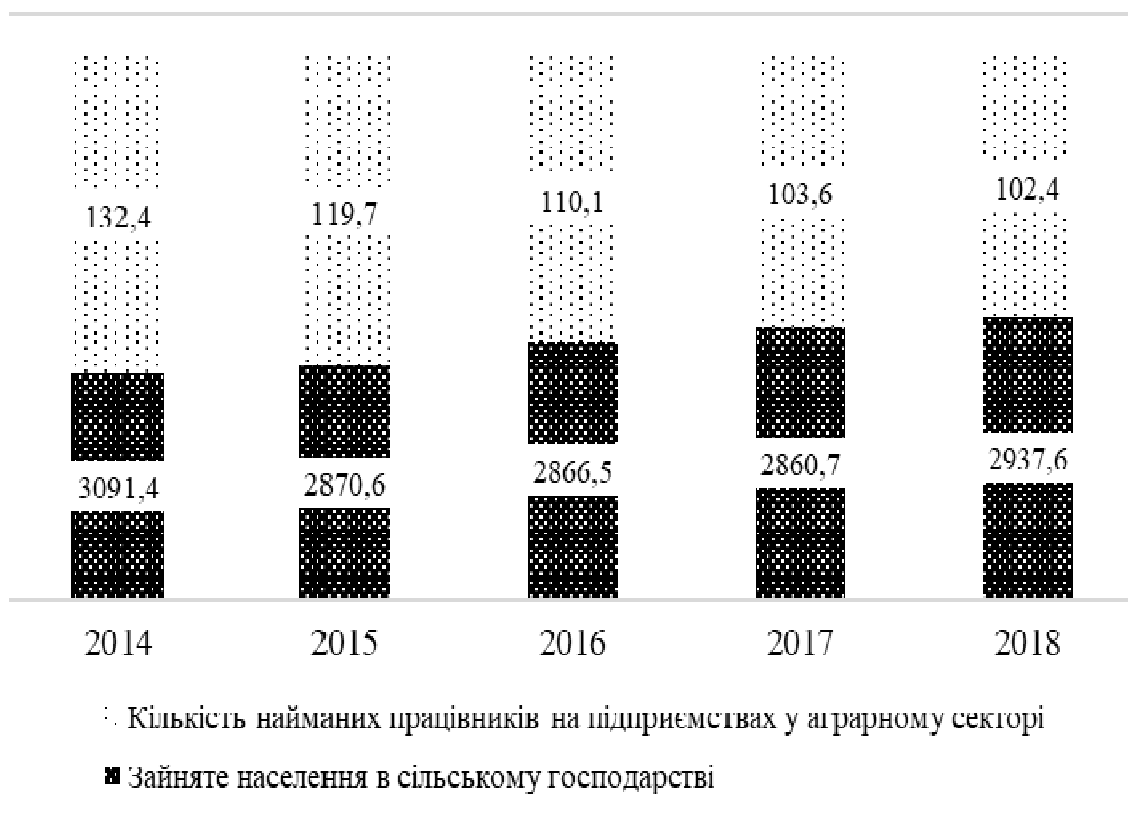 132,4 119,7 110,1 103,6 102,4
3091,4 2870,6 2866,5 2860,7 2937,6
2014 2015 2016 2017 2018
Кількість найманих працівників на підприємствах у аграрному секторі
Зайняте населення в сільському господарстві